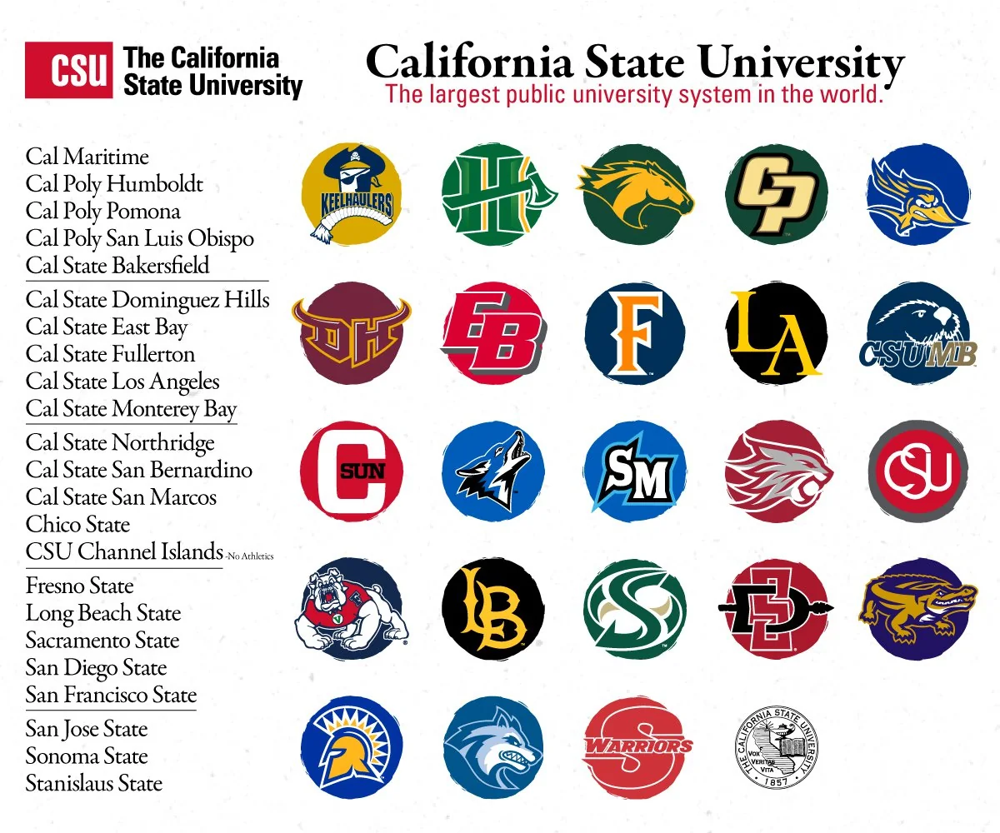 CSU
The California
State University
California State University
The largest public university system in the world.
Cal Maritime
Cal Poly Humboldt
Cal Poly Pomona
Cal Poly San Luis Obispo
Cal State Bakersfield
Cal State Dominguez Hills
Cal State East Bay
Cal State Fullerton
Cal State Los Angeles
Cal State Monterey Bay
Cal State Northridge
Cal State San Bernardino
Cal State San Marcos
Chico State
CSU Channel Islands -No Athletics
Fresno State
Long Beach State
Sacramento State
San Diego State
San Francisco State
San Jose State
Sonoma State
Stanislaus State
KEELHAULERS
H
CP™
DH
EB
F™
LA
CSUMB
C SUN
™
SM
CSU
V ®
LB™
S™
SD®
S WARRIORS
THE CALIFORNIA STATE UNIVERSITY
VOX
VERITAS
VITA
• 1857 •